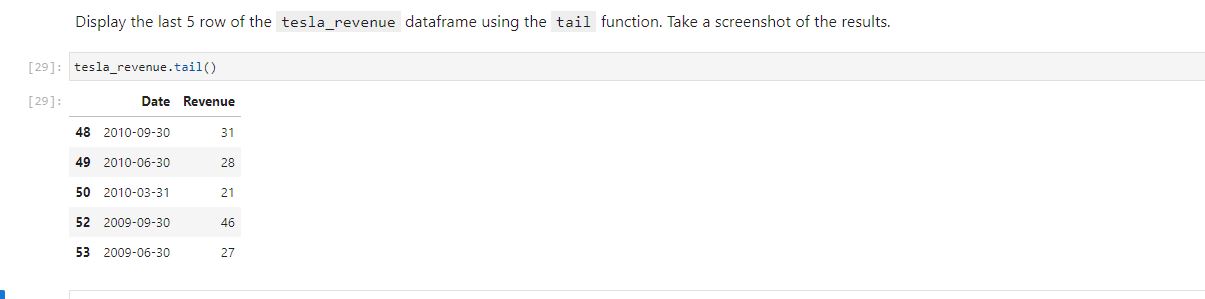 Display the last 5 row of the tesla_revenue dataframe using the tail function. Take a screenshot of the results.
[29]: tesla_revenue.tail()
[29]:
Date Revenue
48 2010-09-30 31
49 2010-06-30 28
50 2010-03-31 21
52 2009-09-30 46
53 2009-06-30 27